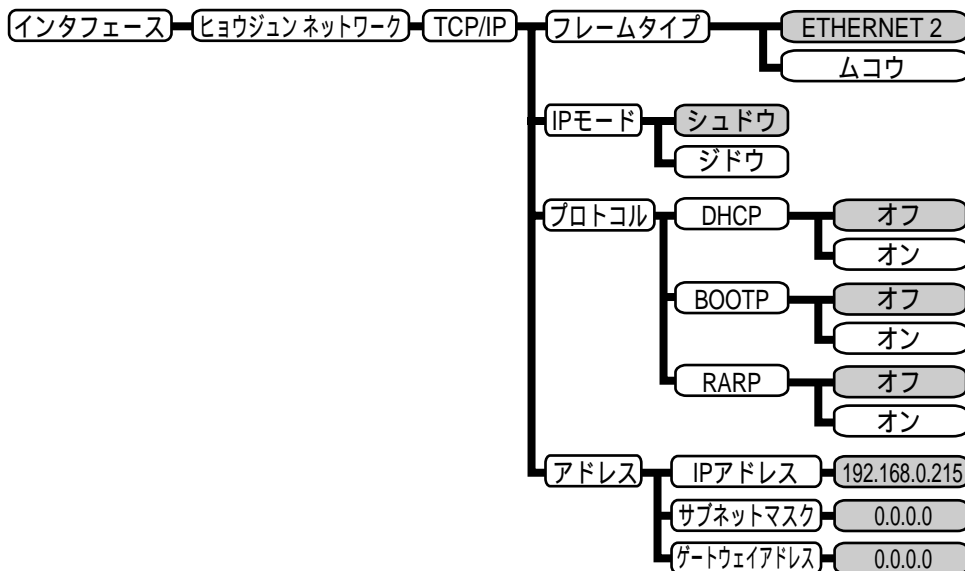 インタフェース ヒョウジュン ネットワーク TCP/IP フレームタイプ ETHERNET 2
ムコウ
IPモード シュドウ
ジドウ
プロトコル DHCP オフ
オン
BOOTP オフ
オン
RARP オフ
オン
アドレス IPアドレス 192.168.0.215
サブネットマスク 0.0.0.0
ゲートウェイアドレス 0.0.0.0